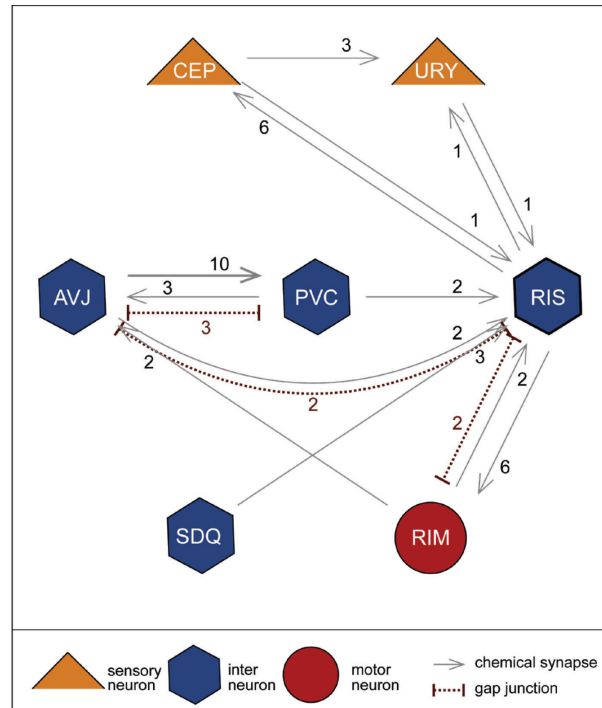 3
CEP
URY
6
1
1
1
10
AVJ
3
PVC
2
RIS
3
2
2
3
2
2
2
6
SDQ
RIM
sensory
neuron
inter
neuron
motor
neuron
chemical synapse
gap junction